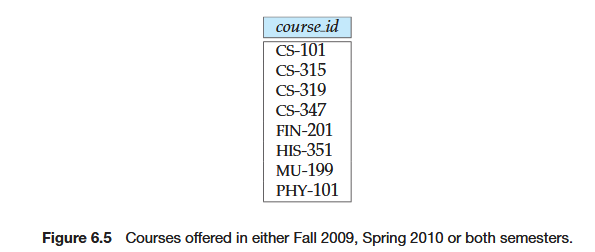 course_id
CS-101
CS-315
CS-319
CS-347
FIN-201
HIS-351
MU-199
PHY-101
Figure 6.5 Courses offered in either Fall 2009, Spring 2010 or both semesters.